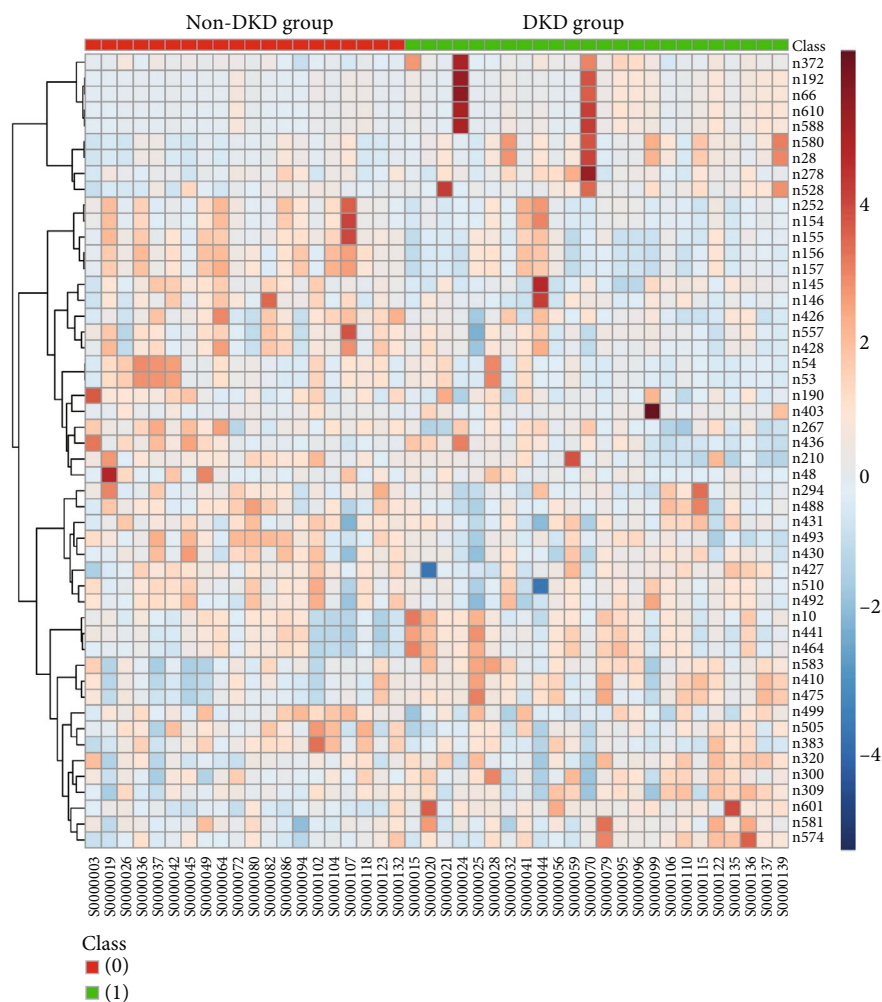 Non-DKD group DKD group
Class
n372
n192
n66
n610
n588
n580
n28
n278
n528
n252
n154
n155
n156
n157
n145
n146
n426
n557
n428
n54
n53
n190
n403
n267
n436
n210
n48
n294
n488
n431
n493
n430
n427
n510
n492
n10
n441
n464
n583
n410
n475
n499
n505
n383
n320
n300
n309
n601
n581
n574
4
2
0
−2
−4
S0000003
S0000019
S0000026
S0000036
S0000037
S0000042
S0000045
S0000049
S0000064
S0000072
S0000080
S0000082
S0000086
S0000094
S0000102
S0000104
S0000107
S0000118
S0000123
S0000132
S0000015
S0000020
S0000021
S0000024
S0000025
S0000028
S0000032
S0000041
S0000044
S0000056
S0000059
S0000070
S0000079
S0000095
S0000096
S0000099
S0000106
S0000110
S0000115
S0000122
S0000135
S0000136
S0000137
S0000139
Class
(0)
(1)